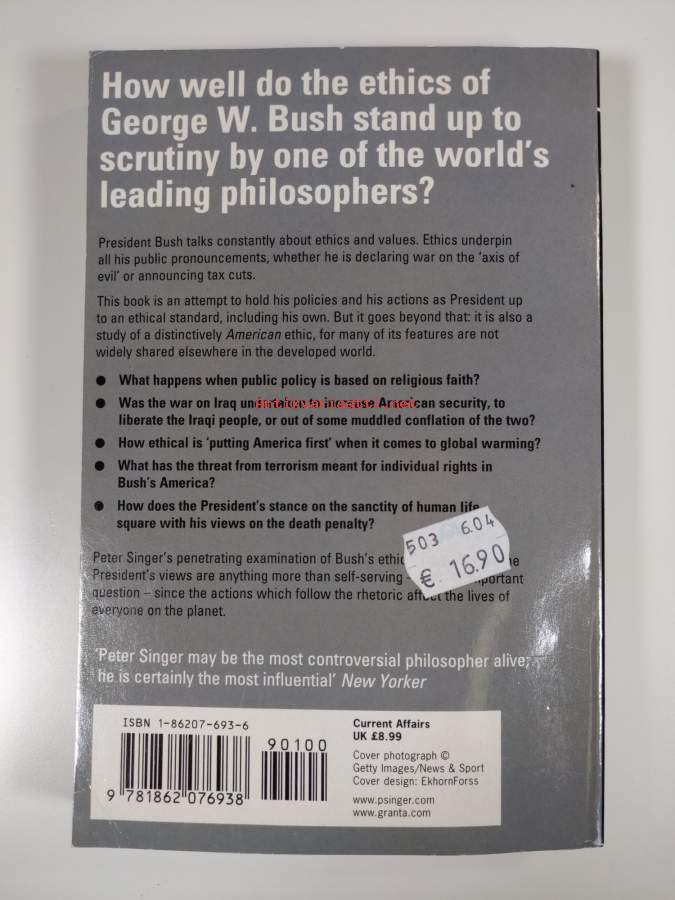 How well do the ethics of
George W. Bush stand up to
scrutiny by one of the world's
leading philosophers?
President Bush talks constantly about ethics and values. Ethics underpin
all his public pronouncements, whether he is declaring war on the 'axis of
evil' or announcing tax cuts.
This book is an attempt to hold his policies and his actions as President up
to an ethical standard, including his own. But it goes beyond that: it is also a
study of a distinctively American ethic, for many of its features are not
widely shared elsewhere in the developed world.
● What happens when public policy is based on religious faith?
● Was the war on Iraq to American security, to
liberate the Iraqi people, or out of some muddled conflation of the two?
● How ethical is 'putting America first' when it comes to global warming?
● What has the threat from terrorism meant for individual rights in
Bush's America?
● How does the President's stance on the sanctity of human life
square with his views on the death penalty?
503 6.04
€ 16.90
Peter Singer's penetrating examination of Bush's
President's views are anything more than self-serving –
question – since the actions which follow the rhetoric affect the lives of
everyone on the planet.
'Peter Singer may be the most controversial philosopher alive;
he is certainly the most influential' New Yorker
ISBN 1-86207-693-6
90100
9 781862 076938
Current Affairs
UK £8.99
Cover photograph ©
Getty Images/News & Sport
Cover design: EkhornForss
www.psinger.com
www.granta.com